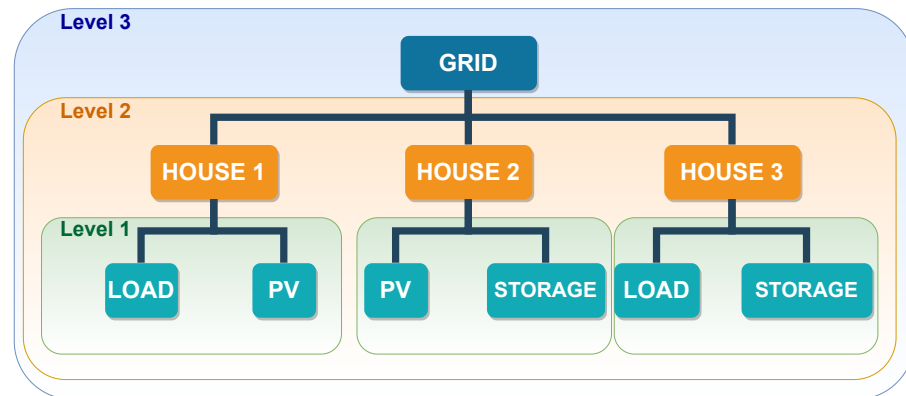 Level 3
GRID
Level 2
HOUSE 1
HOUSE 2
HOUSE 3
Level 1
LOAD
PV
PV
STORAGE
LOAD
STORAGE